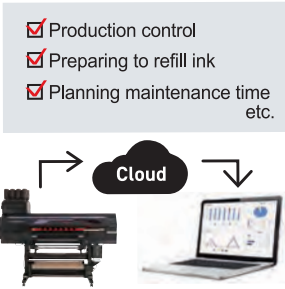 Production control
Preparing to refill ink
Planning maintenance time
etc.
Cloud